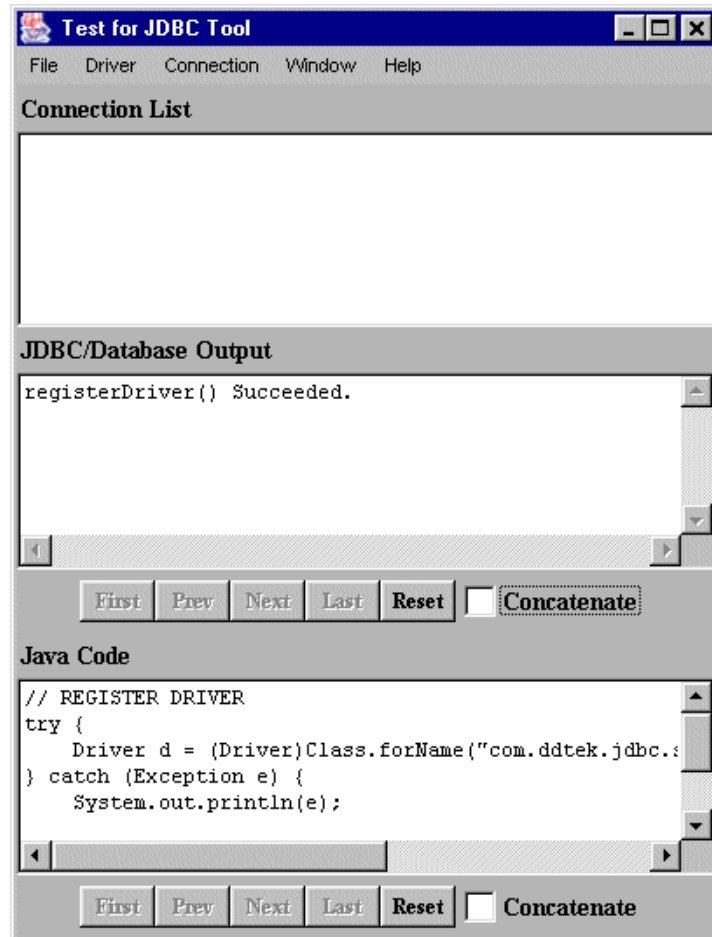 Test for JDBC Tool
File Driver Connection Window Help
Connection List
JDBC/Database Output
registerDriver() Succeeded.
First Prev Next Last Reset Concatenate
Java Code
// REGISTER DRIVER
try {
    Driver d = (Driver)Class.forName("com.ddtek.jdbc.
} catch (Exception e) {
    System.out.println(e);
First Prev Next Last Reset Concatenate